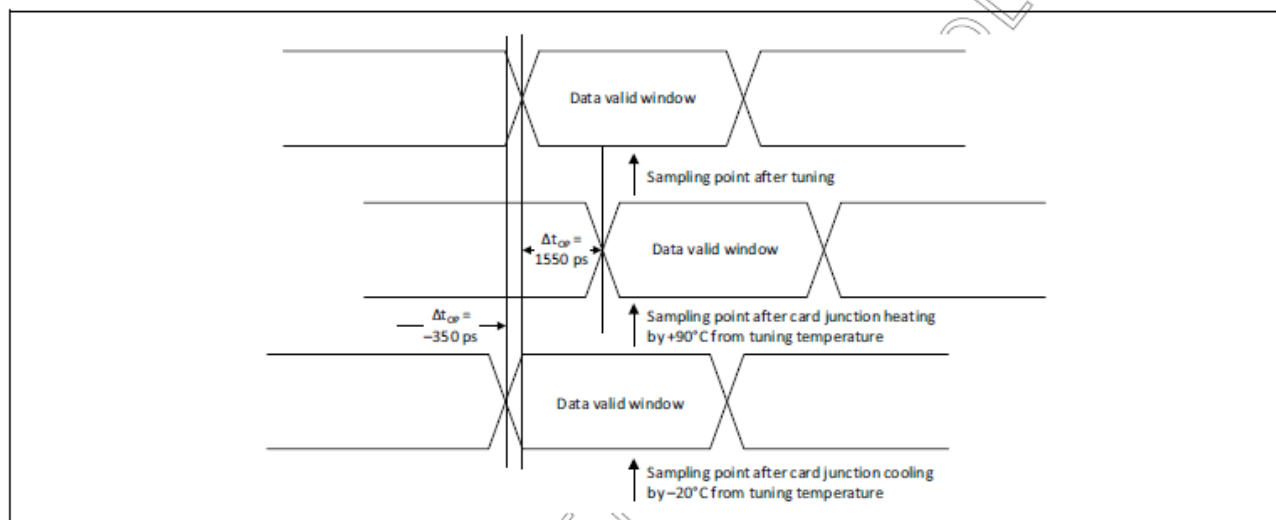 Data valid window
Sampling point after tuning
Δt_OP =
1550 ps
Data valid window
Δt_OP =
−350 ps
Sampling point after card junction heating
by +90°C from tuning temperature
Data valid window
Sampling point after card junction cooling
by −20°C from tuning temperature